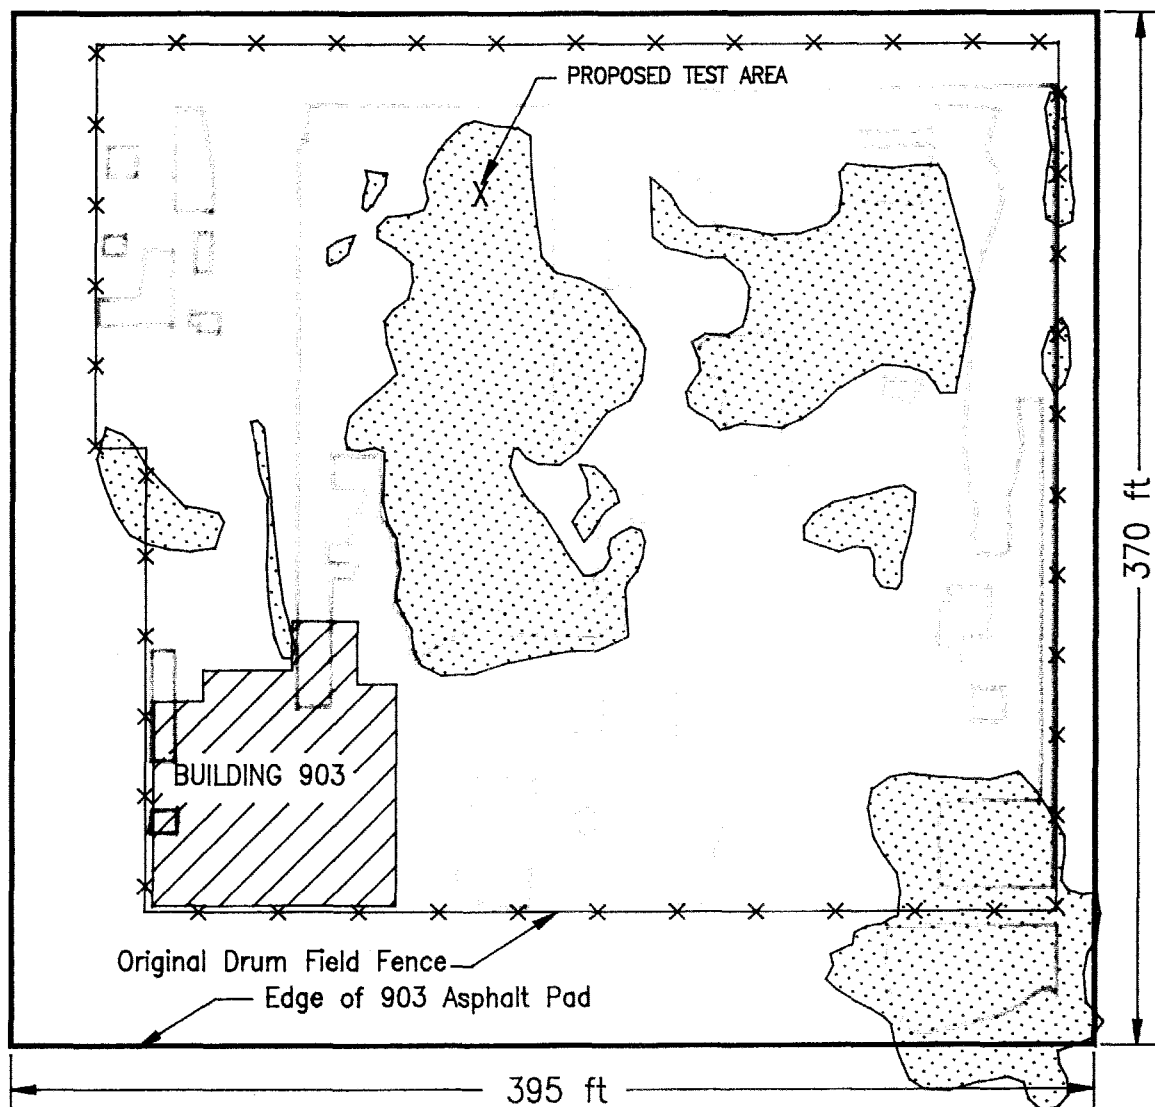 PROPOSED TEST AREA
X
370 ft
BUILDING 903
Original Drum Field Fence
Edge of 903 Asphalt Pad
395 ft